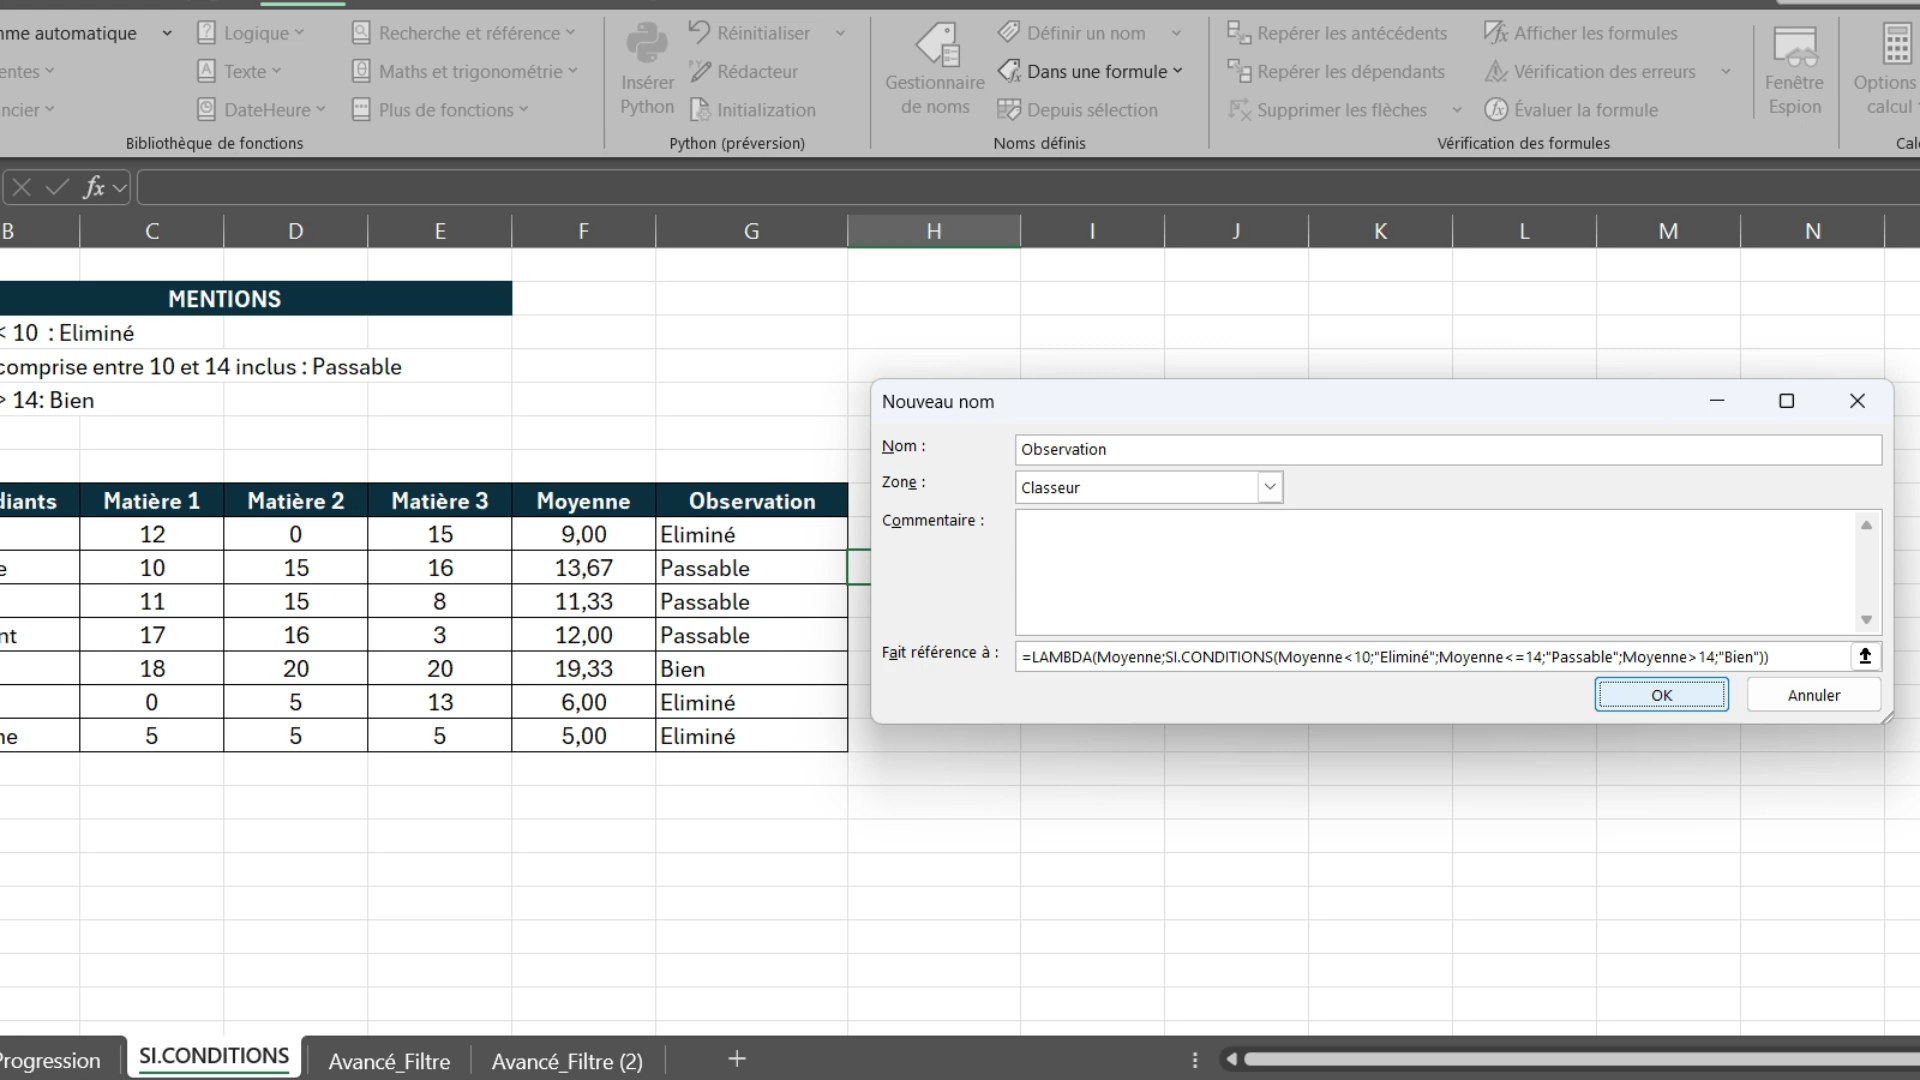 mme automatique
Logique
Recherche et référence
Insérer
Python
Réinitialiser
Gestionnaire
de noms
Définir un nom
Repérer les antécédents
Afficher les formules
Fenêtre
Espion
Options
calcul
entes
Texte
Maths et trigonométrie
Rédacteur
Dans une formule
Repérer les dépendants
Vérification des erreurs
ncier
DateHeure
Plus de fonctions
Initialization
Depuis sélection
Supprimer les flèches
Évaluer la formule
Bibliothèque de fonctions
Python (préversion)
Noms définis
Vérification des formules
Cal
fx
B C D E F G H I J K L M N
MENTIONS
< 10 : Eliminé
comprise entre 10 et 14 inclus : Passable
> 14: Bien
diants Matière 1 Matière 2 Matière 3 Moyenne Observation
12 0 15 9,00 Eliminé
e 10 15 16 13,67 Passable
11 15 8 11,33 Passable
nt 17 16 3 12,00 Passable
18 20 20 19,33 Bien
0 5 13 6,00 Eliminé
ne 5 5 5 5,00 Eliminé
Nouveau nom
Nom : Observation
Zone : Classeur
Commentaire :
Fait référence à : =LAMBDA(Moyenne;SI.CONDITIONS(Moyenne<10;"Eliminé";Moyenne<=14;"Passable";Moyenne>14;"Bien"))
OK Annuler
Progression SI.CONDITIONS Avancé_Filtre Avancé_Filtre (2) +